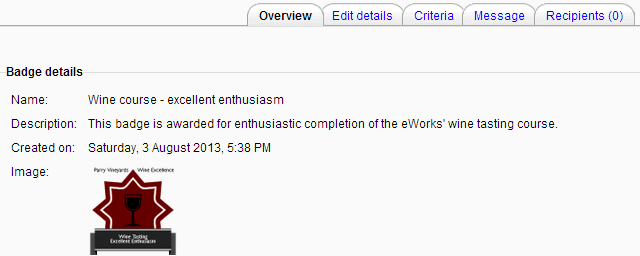 Overview Edit details Criteria Message Recipients (0)
Badge details
Name: Wine course - excellent enthusiasm
Description: This badge is awarded for enthusiastic completion of the eWorks' wine tasting course.
Created on: Saturday, 3 August 2013, 5:38 PM
Image:
Parry Vineyards Wine Excellence
Wine Tasting
Excellent Enthusiasm